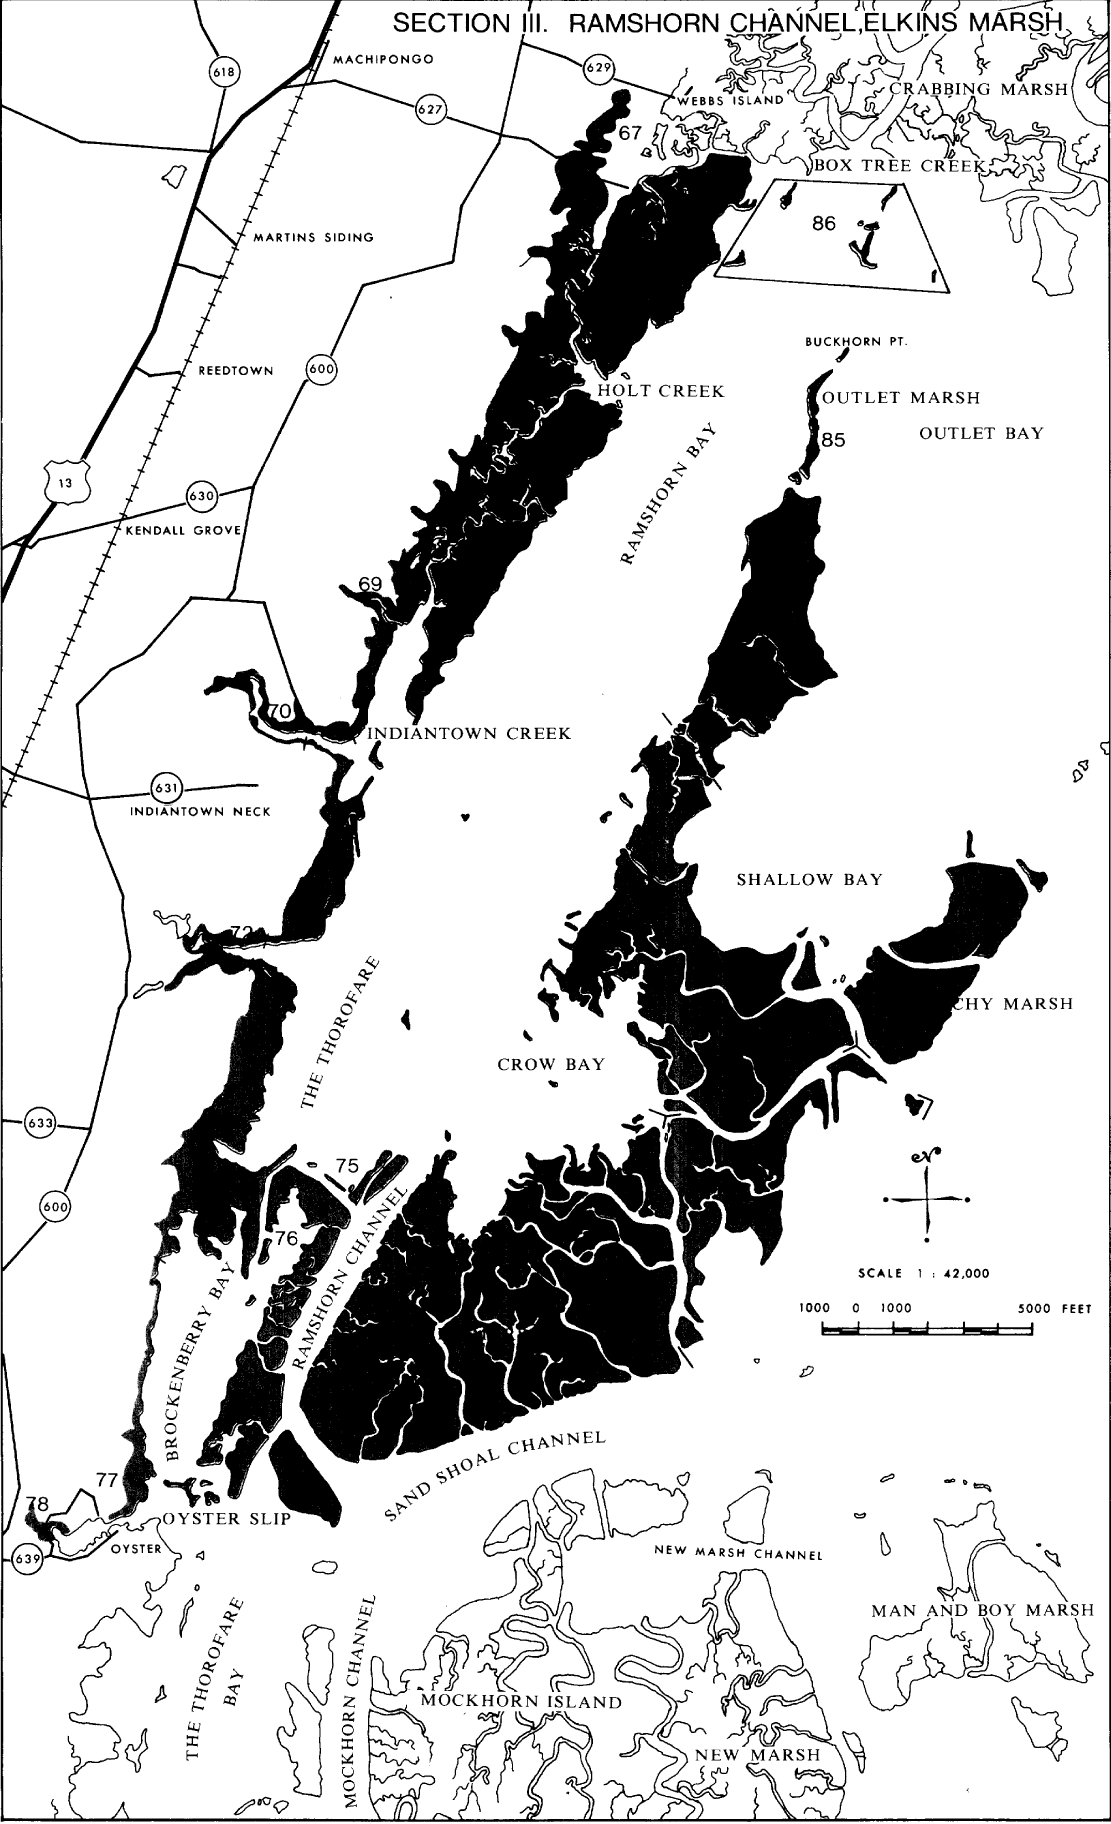 SECTION III. RAMSHORN CHANNEL,ELKINS MARSH
MACHIPONGO
618
629
627
WEBBS ISLAND
CRABBING MARSH
67
BOX TREE CREEK
86
MARTINS SIDING
BUCKHORN PT.
REEDTOWN
600
HOLT CREEK
OUTLET MARSH
OUTLET BAY
85
RAMSHORN BAY
13
630
KENDALL GROVE
69
70
INDIANTOWN CREEK
631
INDIANTOWN NECK
SHALLOW BAY
72
THE THOROFARE
CHY MARSH
CROW BAY
633
75
N
600
76
RAMSHORN CHANNEL
BROCKENBERRY BAY
SCALE 1 : 42,000
1000 0 1000 5000 FEET
SAND SHOAL CHANNEL
77
78
OYSTER SLIP
OYSTER
639
NEW MARSH CHANNEL
MAN AND BOY MARSH
THE THOROFARE
BAY
MOCKHORN CHANNEL
MOCKHORN ISLAND
NEW MARSH